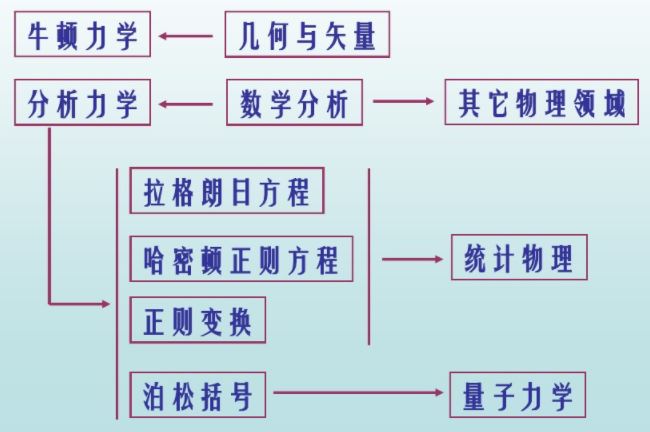 牛顿力学 几何与矢量
分析力学 数学分析 其它物理领域
拉格朗日方程
哈密顿正则方程 统计物理
正则变换
泊松括号 量子力学